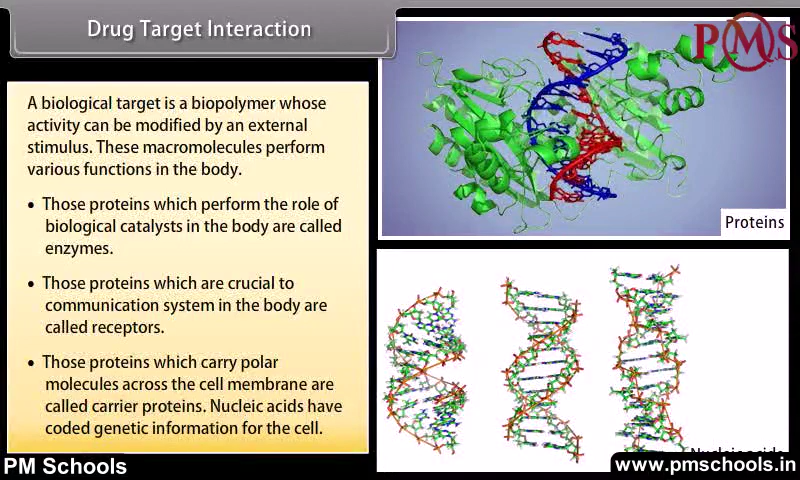 Drug Target Interaction
PMS
A biological target is a biopolymer whose
activity can be modified by an external
stimulus. These macromolecules perform
various functions in the body.
• Those proteins which perform the role of
biological catalysts in the body are called
enzymes.
• Those proteins which are crucial to
communication system in the body are
called receptors.
• Those proteins which carry polar
molecules across the cell membrane are
called carrier proteins. Nucleic acids have
coded genetic information for the cell.
Proteins
Nucleic acids
PM Schools
www.pmschools.in